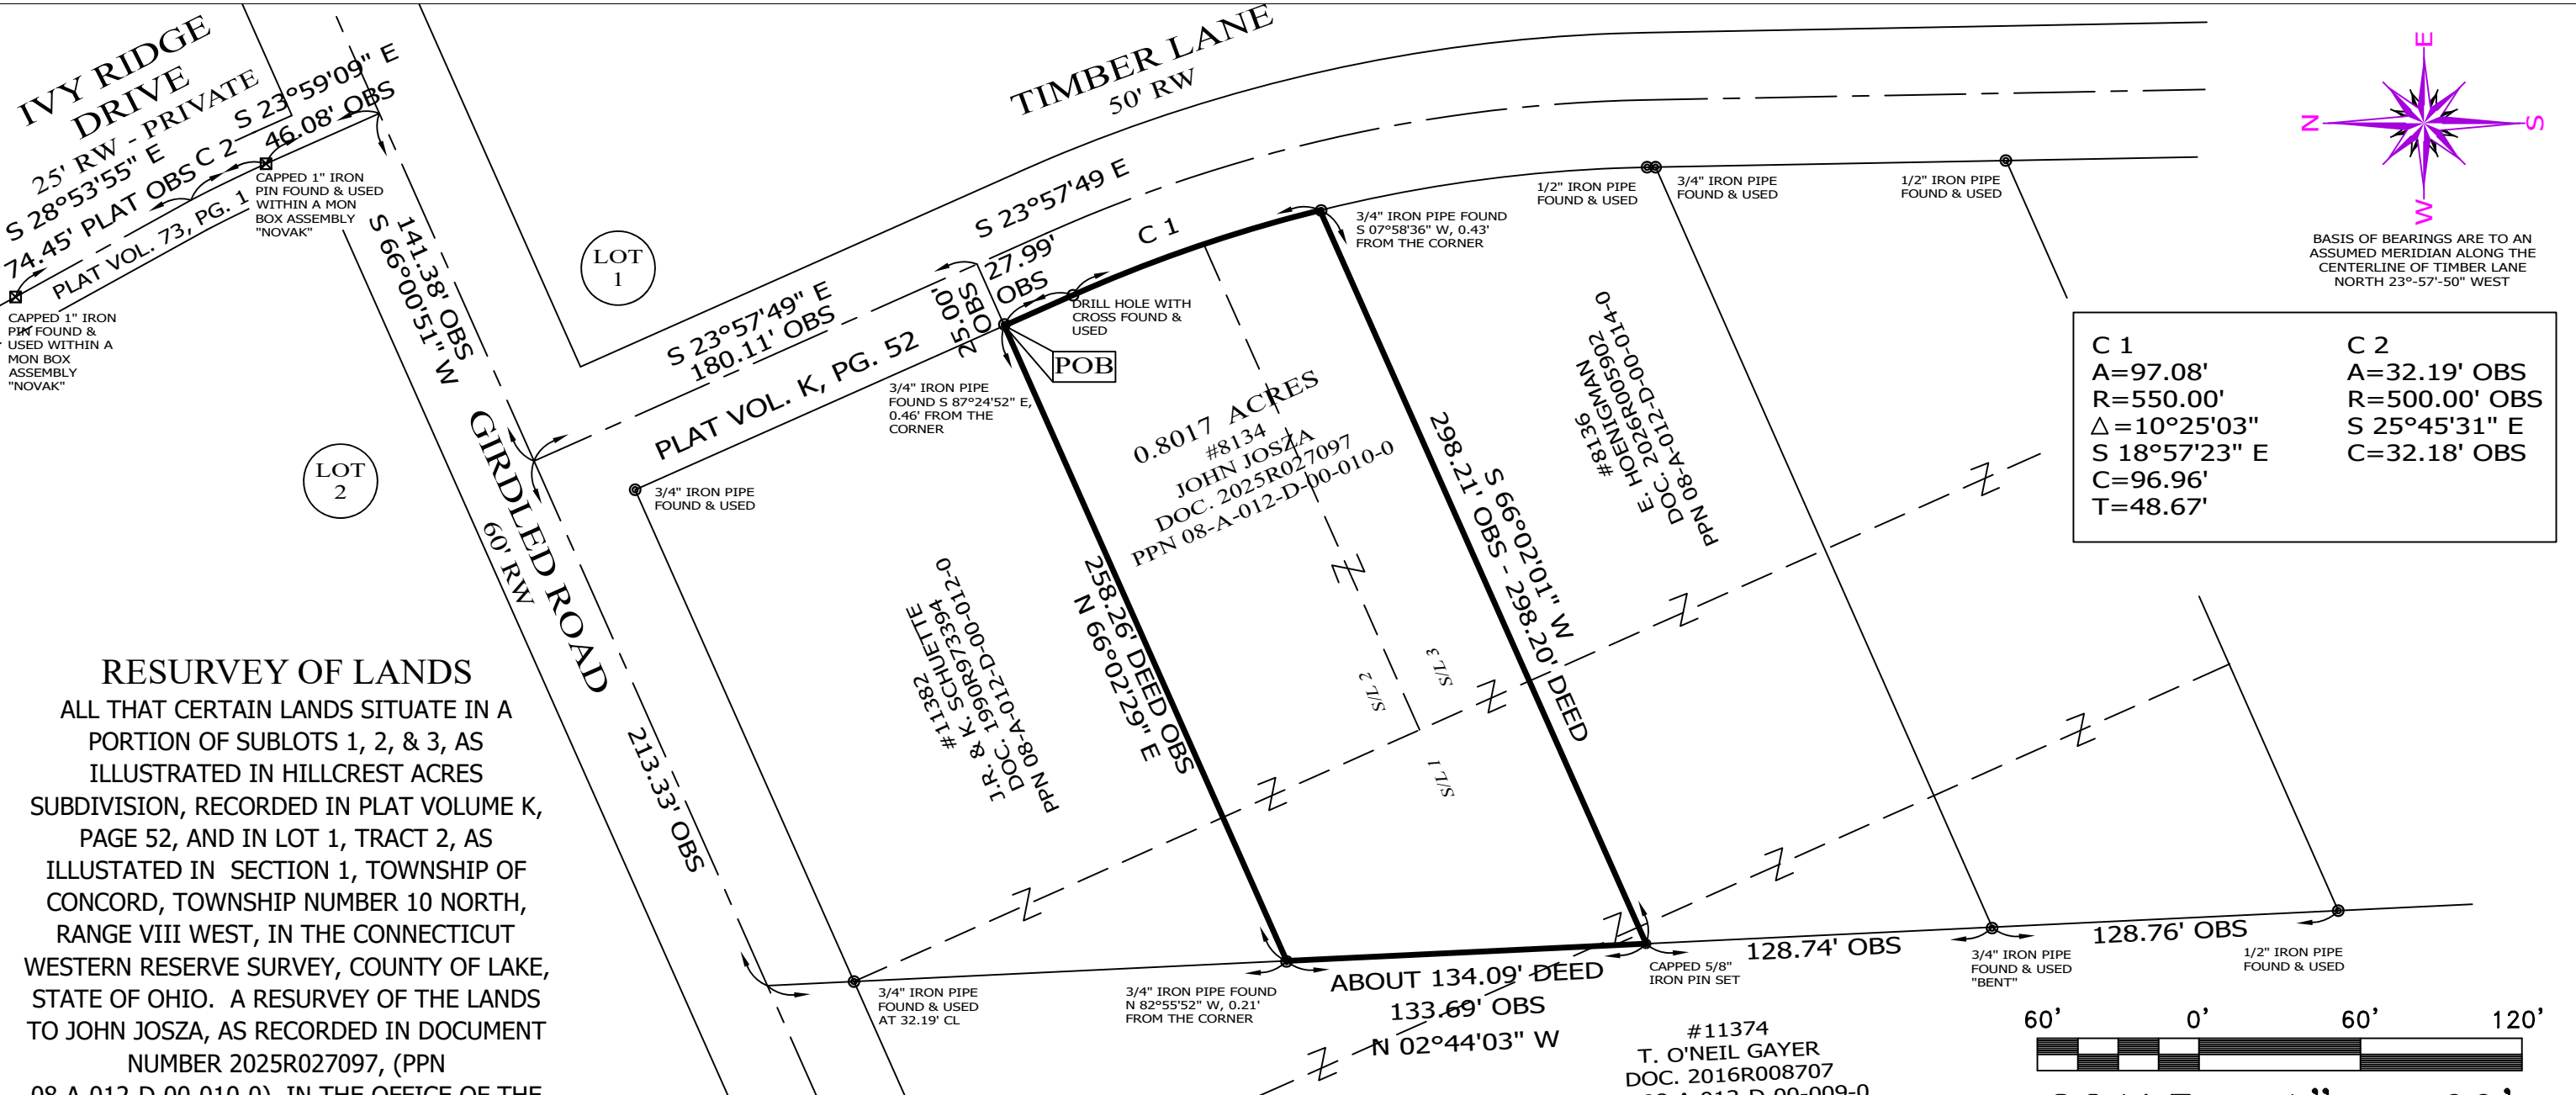 IVY RIDGE
DRIVE
25' RW - PRIVATE
S 23°59'09" E
46.08' OBS
S 28°53'55" E
C 2
74.45' PLAT OBS
PLAT VOL. 73, PG. 1
CAPPED 1" IRON
PIN FOUND & USED
WITHIN A MON
BOX ASSEMBLY
"NOVAK"
CAPPED 1" IRON
PIN FOUND &
USED WITHIN A
MON BOX
ASSEMBLY
"NOVAK"
141.38' OBS
S 66°00'51" W
LOT
1
LOT
2
GIRDLED ROAD
60' RW
213.33' OBS
TIMBER LANE
50' RW
S 23°57'49 E
27.99'
OBS
C 1
25.00'
OBS
S 23°57'49" E
180.11' OBS
PLAT VOL. K, PG. 52
POB
DRILL HOLE WITH
CROSS FOUND &
USED
3/4" IRON PIPE
FOUND S 87°24'52" E,
0.46' FROM THE
CORNER
3/4" IRON PIPE
FOUND & USED
3/4" IRON PIPE FOUND
S 07°58'36" W, 0.43'
FROM THE CORNER
1/2" IRON PIPE
FOUND & USED
3/4" IRON PIPE
FOUND & USED
1/2" IRON PIPE
FOUND & USED
E
N
S
W
BASIS OF BEARINGS ARE TO AN
ASSUMED MERIDIAN ALONG THE
CENTERLINE OF TIMBER LANE
NORTH 23°-57'-50" WEST
C 1
A=97.08'
R=550.00'
△=10°25'03"
S 18°57'23" E
C=96.96'
T=48.67'
C 2
A=32.19' OBS
R=500.00' OBS
S 25°45'31" E
C=32.18' OBS
0.8017 ACRES
#8134
JOHN JOSZA
DOC. 2025R027097
PPN 08-A-012-D-00-010-0
#8136
E. HOENIGMAN
DOC. 2026R005902
PPN 08-A-012-D-00-014-0
S 66°02'01" W
298.21' OBS - 298.20' DEED
258.26' DEED OBS
N 66°02'29" E
#11382
J.R. & K. SCHUETTE
DOC. 1990R973394
PPN 08-A-012-D-00-012-0
S/L 2
S/L 3
S/L 1
RESURVEY OF LANDS
ALL THAT CERTAIN LANDS SITUATE IN A
PORTION OF SUBLOTS 1, 2, & 3, AS
ILLUSTRATED IN HILLCREST ACRES
SUBDIVISION, RECORDED IN PLAT VOLUME K,
PAGE 52, AND IN LOT 1, TRACT 2, AS
ILLUSTATED IN SECTION 1, TOWNSHIP OF
CONCORD, TOWNSHIP NUMBER 10 NORTH,
RANGE VIII WEST, IN THE CONNECTICUT
WESTERN RESERVE SURVEY, COUNTY OF LAKE,
STATE OF OHIO. A RESURVEY OF THE LANDS
TO JOHN JOSZA, AS RECORDED IN DOCUMENT
NUMBER 2025R027097, (PPN
08-A-012-D-00-010-0), IN THE OFFICE OF THE
3/4" IRON PIPE
FOUND & USED
AT 32.19' CL
3/4" IRON PIPE FOUND
N 82°55'52" W, 0.21'
FROM THE CORNER
ABOUT 134.09' DEED
133.69' OBS
N 02°44'03" W
CAPPED 5/8"
IRON PIN SET
128.74' OBS
3/4" IRON PIPE
FOUND & USED
"BENT"
128.76' OBS
1/2" IRON PIPE
FOUND & USED
#11374
T. O'NEIL GAYER
DOC. 2016R008707
60' 0' 60' 120'